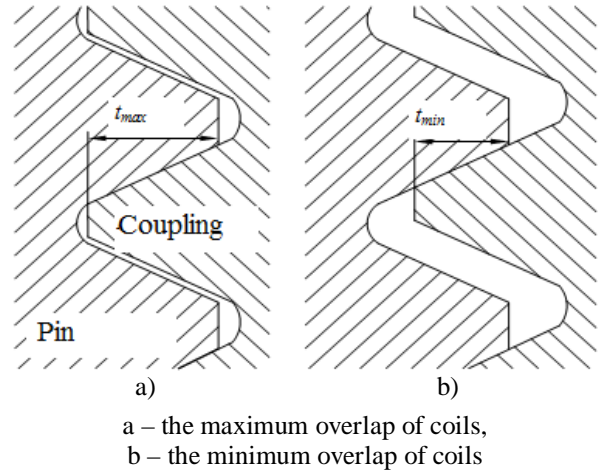 t_max
t_min
Coupling
Pin
a)
b)
a – the maximum overlap of coils,
b – the minimum overlap of coils